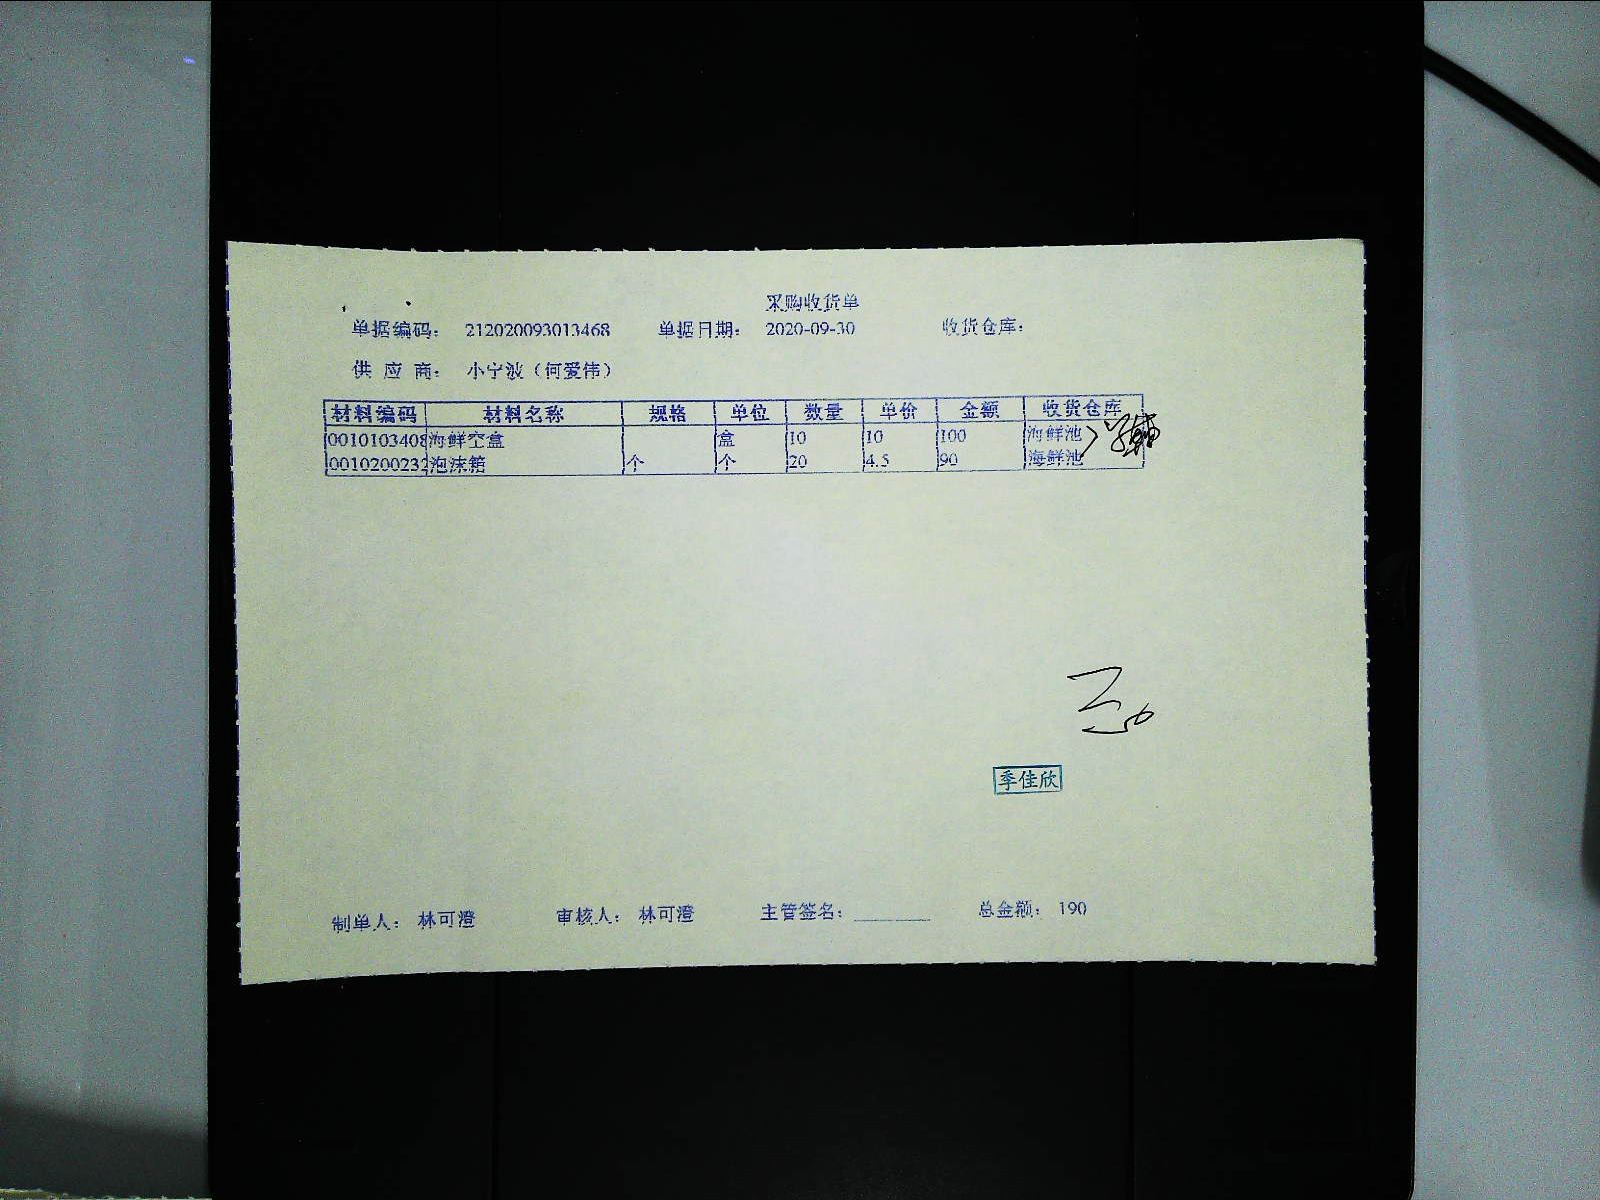 采购收货单
单据编码： 212020093013468 单据日期： 2020-09-30 收货仓库：
供 应 商： 小宁波（何爱伟）
材料编码 材料名称 规格 单位 数量 单价 金额 收货仓库
0010103408 海鲜空盒 盒 10 10 100 海鲜池
0010200232 泡沫箱 个 个 20 4.5 90 海鲜池
季佳欣
制单人： 林可澄 审核人： 林可澄 主管签名： 总金额： 190